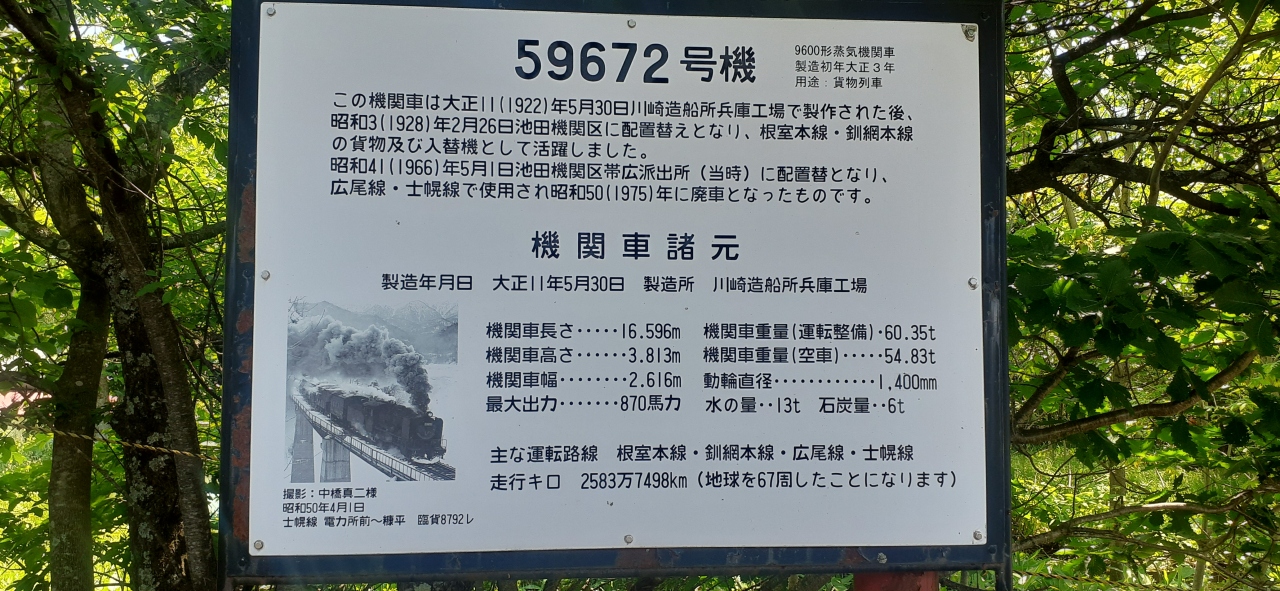 59672号機
9600形蒸気機関車
製造初年大正3年
用途：貨物列車
この機関車は大正11(1922)年5月30日川崎造船所兵庫工場で製作された後、
昭和3(1928)年2月26日池田機関区に配置替えとなり、根室本線・釧網本線
の貨物及び入替機として活躍しました。
昭和41(1966)年5月1日池田機関区帯広派出所（当時）に配置替となり、
広尾線・士幌線で使用され昭和50(1975)年に廃車となったものです。
機関車諸元
製造年月日　大正11年5月30日　製造所　川崎造船所兵庫工場
機関車長さ·····16.596m　機関車重量(運転整備)·60.35t
機関車高さ······3.813m　機関車重量(空車)·····54.83t
機関車幅········2.616m　動輪直径············1,400mm
最大出力·······870馬力　水の量··13t　石炭量··6t
主な運転路線　根室本線・釧網本線・広尾線・士幌線
走行キロ　2583万7498km（地球を67周したことになります）
撮影：中橋真二様
昭和50年4月1日
士幌線 電力所前～糠平　臨貨8792レ